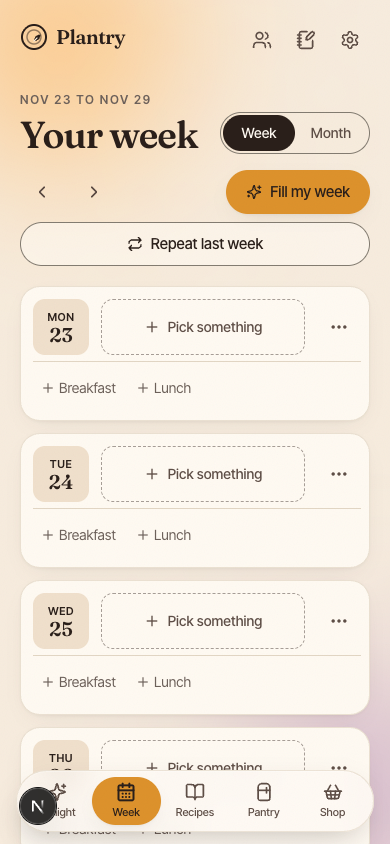 Plantry
NOV 23 TO NOV 29
Your week
Week Month
Fill my week
Repeat last week
MON
23
Pick something
Breakfast Lunch
TUE
24
Pick something
Breakfast Lunch
WED
25
Pick something
Breakfast Lunch
THU
Pick something
N
Week Recipes Pantry Shop
Breakfast Lunch